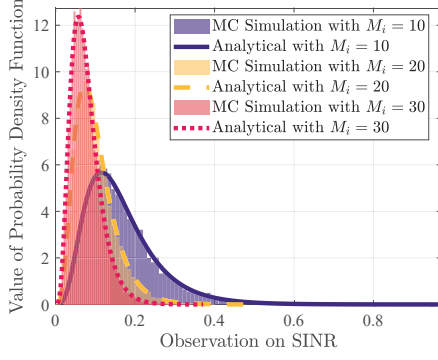 Value of Probability Density Function
12
10
8
6
4
2
0
MC Simulation with M_i = 10
Analytical with M_i = 10
MC Simulation with M_i = 20
Analytical with M_i = 20
MC Simulation with M_i = 30
Analytical with M_i = 30
0 0.2 0.4 0.6 0.8
Observation on SINR